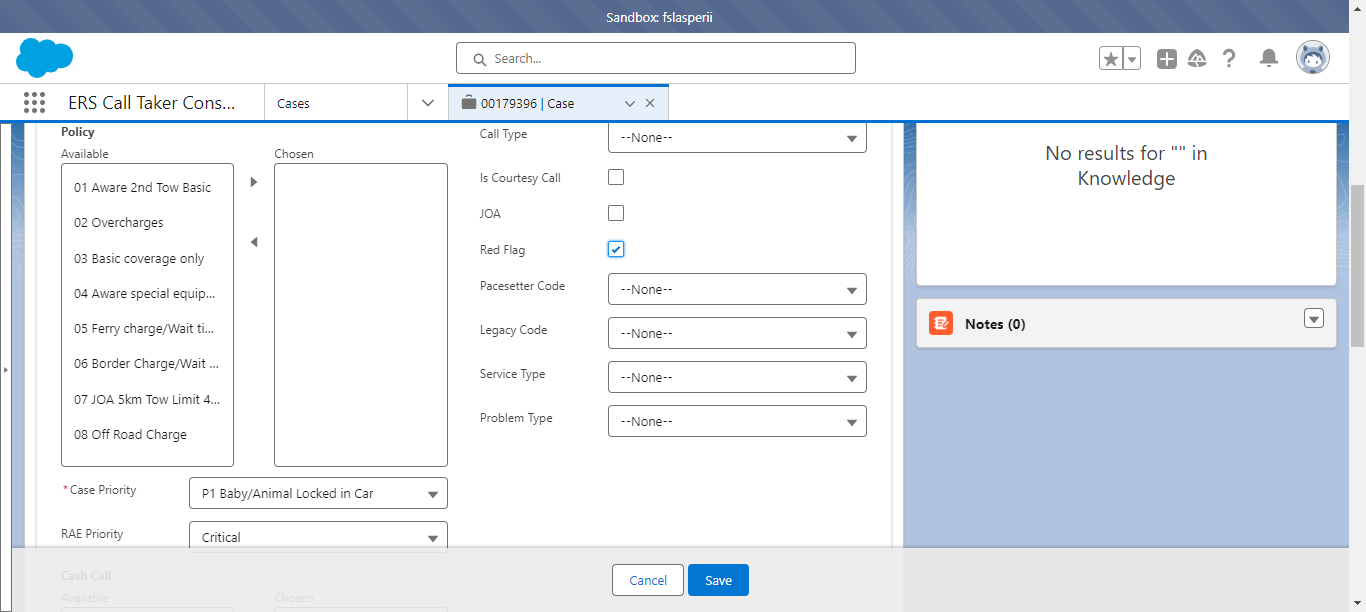 Sandbox: fslasperii
Search...
ERS Call Taker Cons...
Cases
00179396 | Case
Policy
Available
Chosen
01 Aware 2nd Tow Basic
02 Overcharges
03 Basic coverage only
04 Aware special equip...
05 Ferry charge/Wait ti...
06 Border Charge/Wait ...
07 JOA 5km Tow Limit 4...
08 Off Road Charge
*Case Priority
P1 Baby/Animal Locked in Car
RAE Priority
Critical
Cash Call
Available
Chosen
Call Type
--None--
Is Courtesy Call
JOA
Red Flag
Pacesetter Code
--None--
Legacy Code
--None--
Service Type
--None--
Problem Type
--None--
No results for "" in
Knowledge
Notes (0)
Cancel
Save